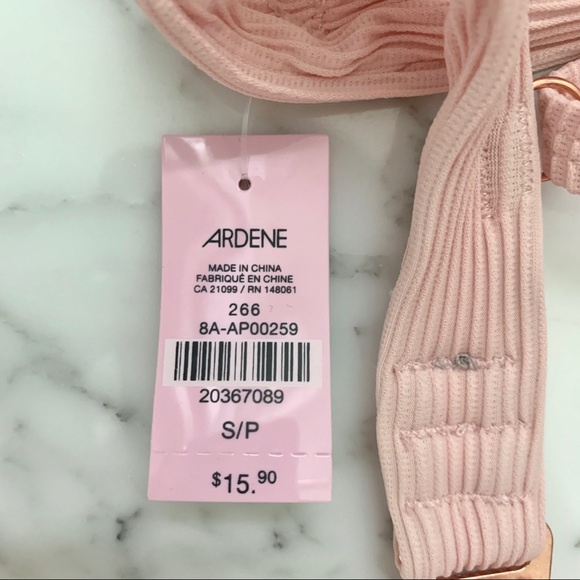 ARDENE
MADE IN CHINA
FABRIQUÉ EN CHINE
CA 21099 / RN 148061
266
8A-AP00259
20367089
S/P
$15.90